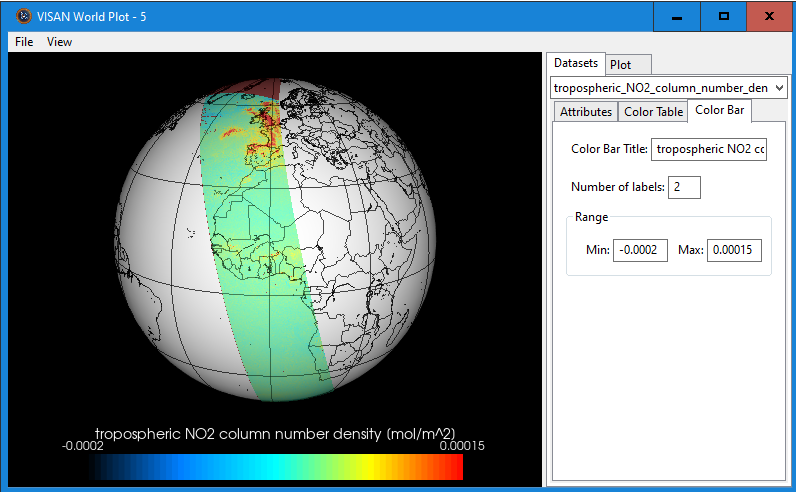 VISAN World Plot - 5
File View
Datasets Plot
tropospheric_NO2_column_number_den
Attributes Color Table Color Bar
Color Bar Title: tropospheric NO2 cc
Number of labels: 2
Range
Min: -0.0002 Max: 0.00015
tropospheric NO2 column number density [mol/m^2]
-0.0002 0.00015